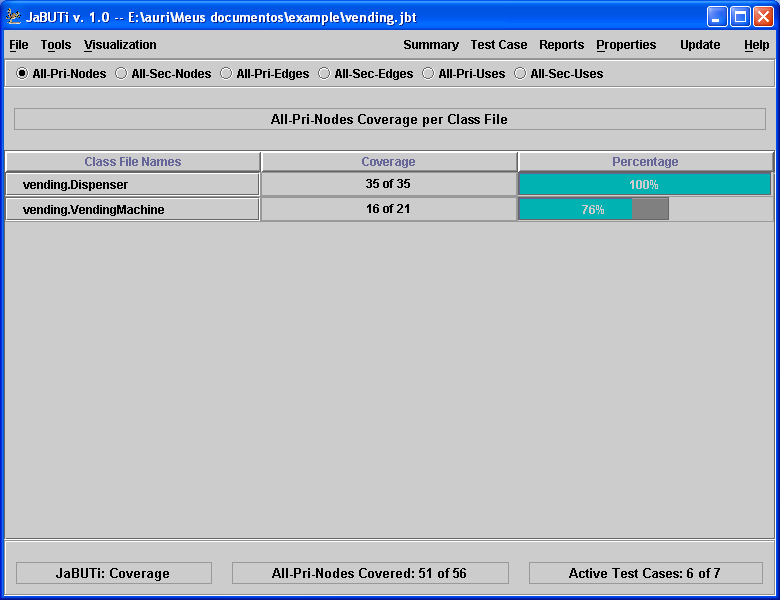 JaBUTi v. 1.0 -- E:\auri\Meus documentos\example\vending.jbt
File Tools Visualization Summary Test Case Reports Properties Update Help
All-Pri-Nodes All-Sec-Nodes All-Pri-Edges All-Sec-Edges All-Pri-Uses All-Sec-Uses
All-Pri-Nodes Coverage per Class File
Class File Names Coverage Percentage
vending.Dispenser 35 of 35 100%
vending.VendingMachine 16 of 21 76%
JaBUTi: Coverage All-Pri-Nodes Covered: 51 of 56 Active Test Cases: 6 of 7